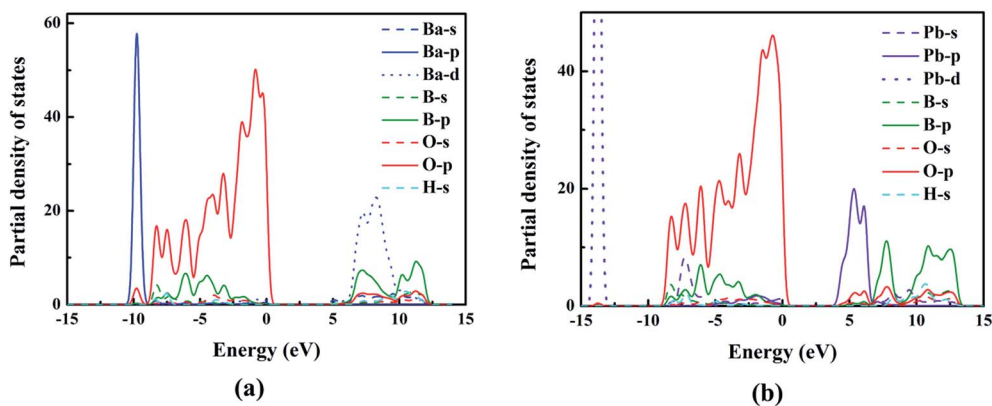 60
40
20
0
Partial density of states
Ba-s
Ba-p
Ba-d
B-s
B-p
O-s
O-p
H-s
-15
-10
-5
0
5
10
15
Energy (eV)
(a)
40
20
0
Partial density of states
Pb-s
Pb-p
Pb-d
B-s
B-p
O-s
O-p
H-s
-15
-10
-5
0
5
10
15
Energy (eV)
(b)